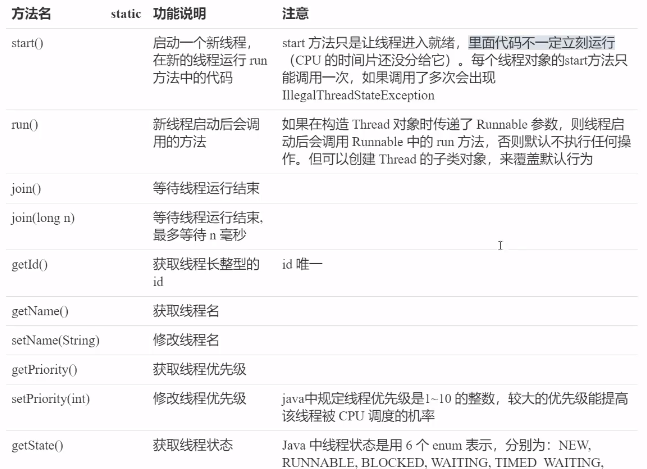 方法名 static 功能说明 注意
start() 启动一个新线程， start 方法只是让线程进入就绪，里面代码不一定立刻运行
在新的线程运行 run （CPU 的时间片还没分给它）。每个线程对象的start方法只
方法中的代码 能调用一次，如果调用了多次会出现
IllegalThreadStateException
run() 新线程启动后会调 如果在构造 Thread 对象时传递了 Runnable 参数，则线程启
用的方法 动后会调用 Runnable 中的 run 方法，否则默认不执行任何操
作。但可以创建 Thread 的子类对象，来覆盖默认行为
join() 等待线程运行结束
join(long n) 等待线程运行结束,
最多等待 n 毫秒
getId() 获取线程长整型的 id 唯一
id
getName() 获取线程名
setName(String) 修改线程名
getPriority() 获取线程优先级
setPriority(int) 修改线程优先级 java中规定线程优先级是1~10 的整数，较大的优先级能提高
该线程被 CPU 调度的机率
getState() 获取线程状态 Java 中线程状态是用 6 个 enum 表示，分别为：NEW,
RUNNABLE, BLOCKED, WAITING, TIMED_WAITING,